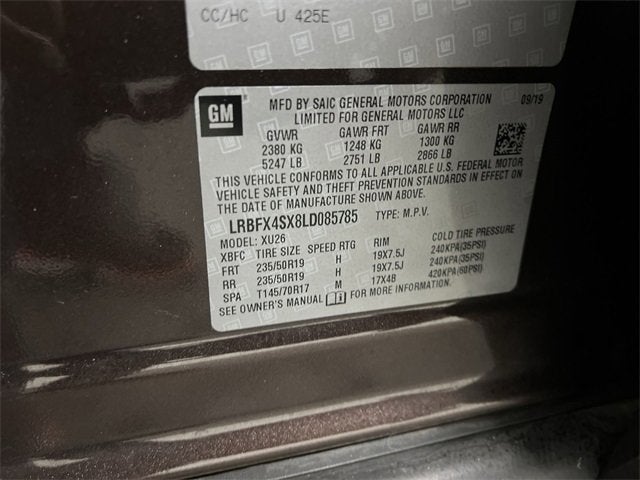 CC/HC U 425E
GM
MFD BY SAIC GENERAL MOTORS CORPORATION 09/19
LIMITED FOR GENERAL MOTORS LLC
GVWR GAWR FRT GAWR RR
2380 KG 1248 KG 1300 KG
5247 LB 2751 LB 2866 LB
THIS VEHICLE CONFORMS TO ALL APPLICABLE U.S. FEDERAL MOTOR
VEHICLE SAFETY AND THEFT PREVENTION STANDARDS IN EFFECT ON
THE DATE OF MANUFACTURE SHOWN ABOVE.
LRBFX4SX8LD085785 TYPE: M.P.V.
MODEL: XU26
XBFC TIRE SIZE SPEED RTG RIM COLD TIRE PRESSURE
FRT 235/50R19 H 19X7.5J 240KPA(35PSI)
RR 235/50R19 H 19X7.5J 240KPA(35PSI)
SPA T145/70R17 M 17X4B 420KPA(60PSI)
SEE OWNER'S MANUAL FOR MORE INFORMATION.